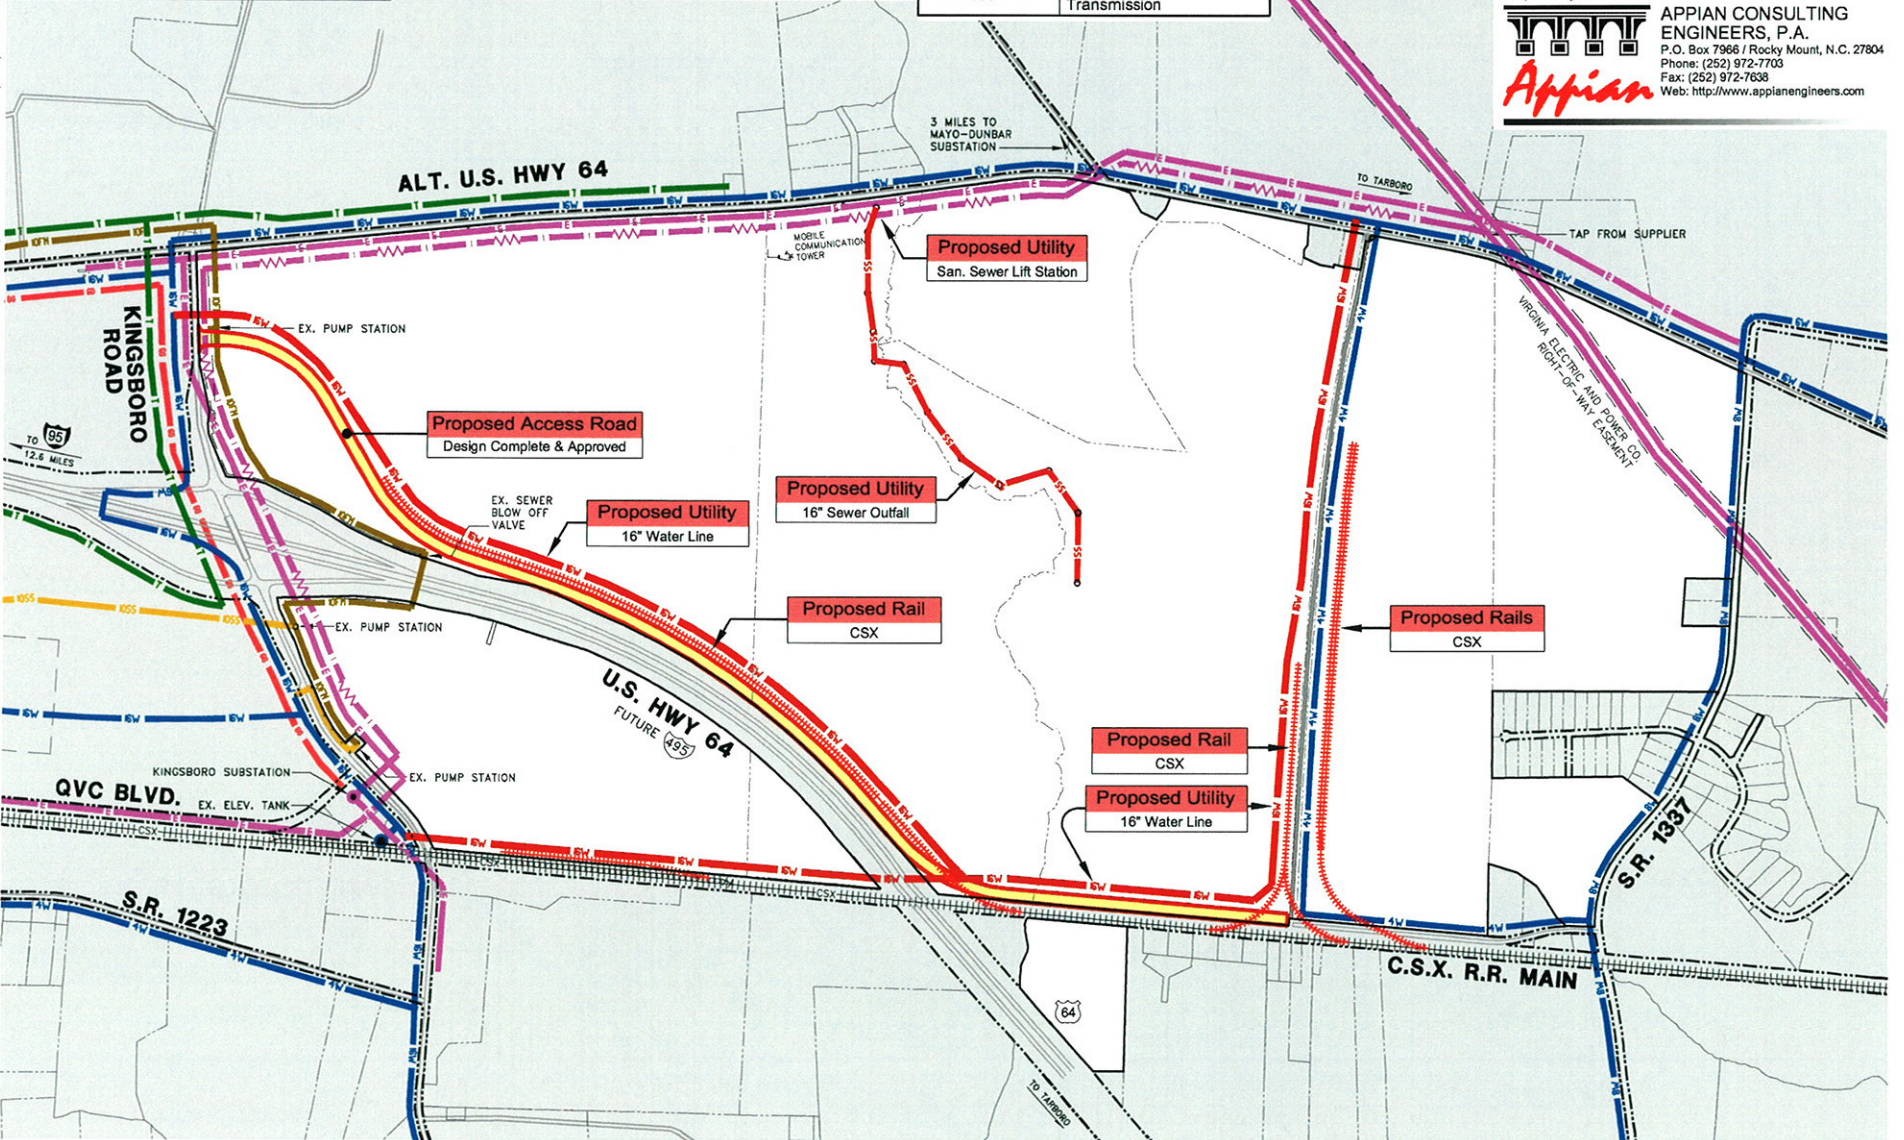 Transmission
APPIAN CONSULTING
ENGINEERS, P.A.
P.O. Box 7966 / Rocky Mount, N.C. 27804
Phone: (252) 972-7703
Fax: (252) 972-7638
Web: http://www.appianengineers.com
Appian
3 MILES TO
MAYO-DUNBAR
SUBSTATION
ALT. U.S. HWY 64
TO TARBORO
TAP FROM SUPPLIER
MOBILE
COMMUNICATION
TOWER
Proposed Utility
San. Sewer Lift Station
KINGSBORO
ROAD
EX. PUMP STATION
VIRGINIA ELECTRIC AND POWER CO.
RIGHT-OF-WAY EASEMENT
TO 95
12.6 MILES
Proposed Access Road
Design Complete & Approved
EX. SEWER
BLOW OFF
VALVE
Proposed Utility
16" Water Line
Proposed Utility
16" Sewer Outfall
Proposed Rail
CSX
Proposed Rails
CSX
EX. PUMP STATION
U.S. HWY 64
FUTURE 495
Proposed Rail
CSX
Proposed Utility
16" Water Line
KINGSBORO SUBSTATION
EX. PUMP STATION
QVC BLVD.
EX. ELEV. TANK
CSX
CSX
CSX
S.R. 1337
S.R. 1223
C.S.X. R.R. MAIN
64
TO TARBORO